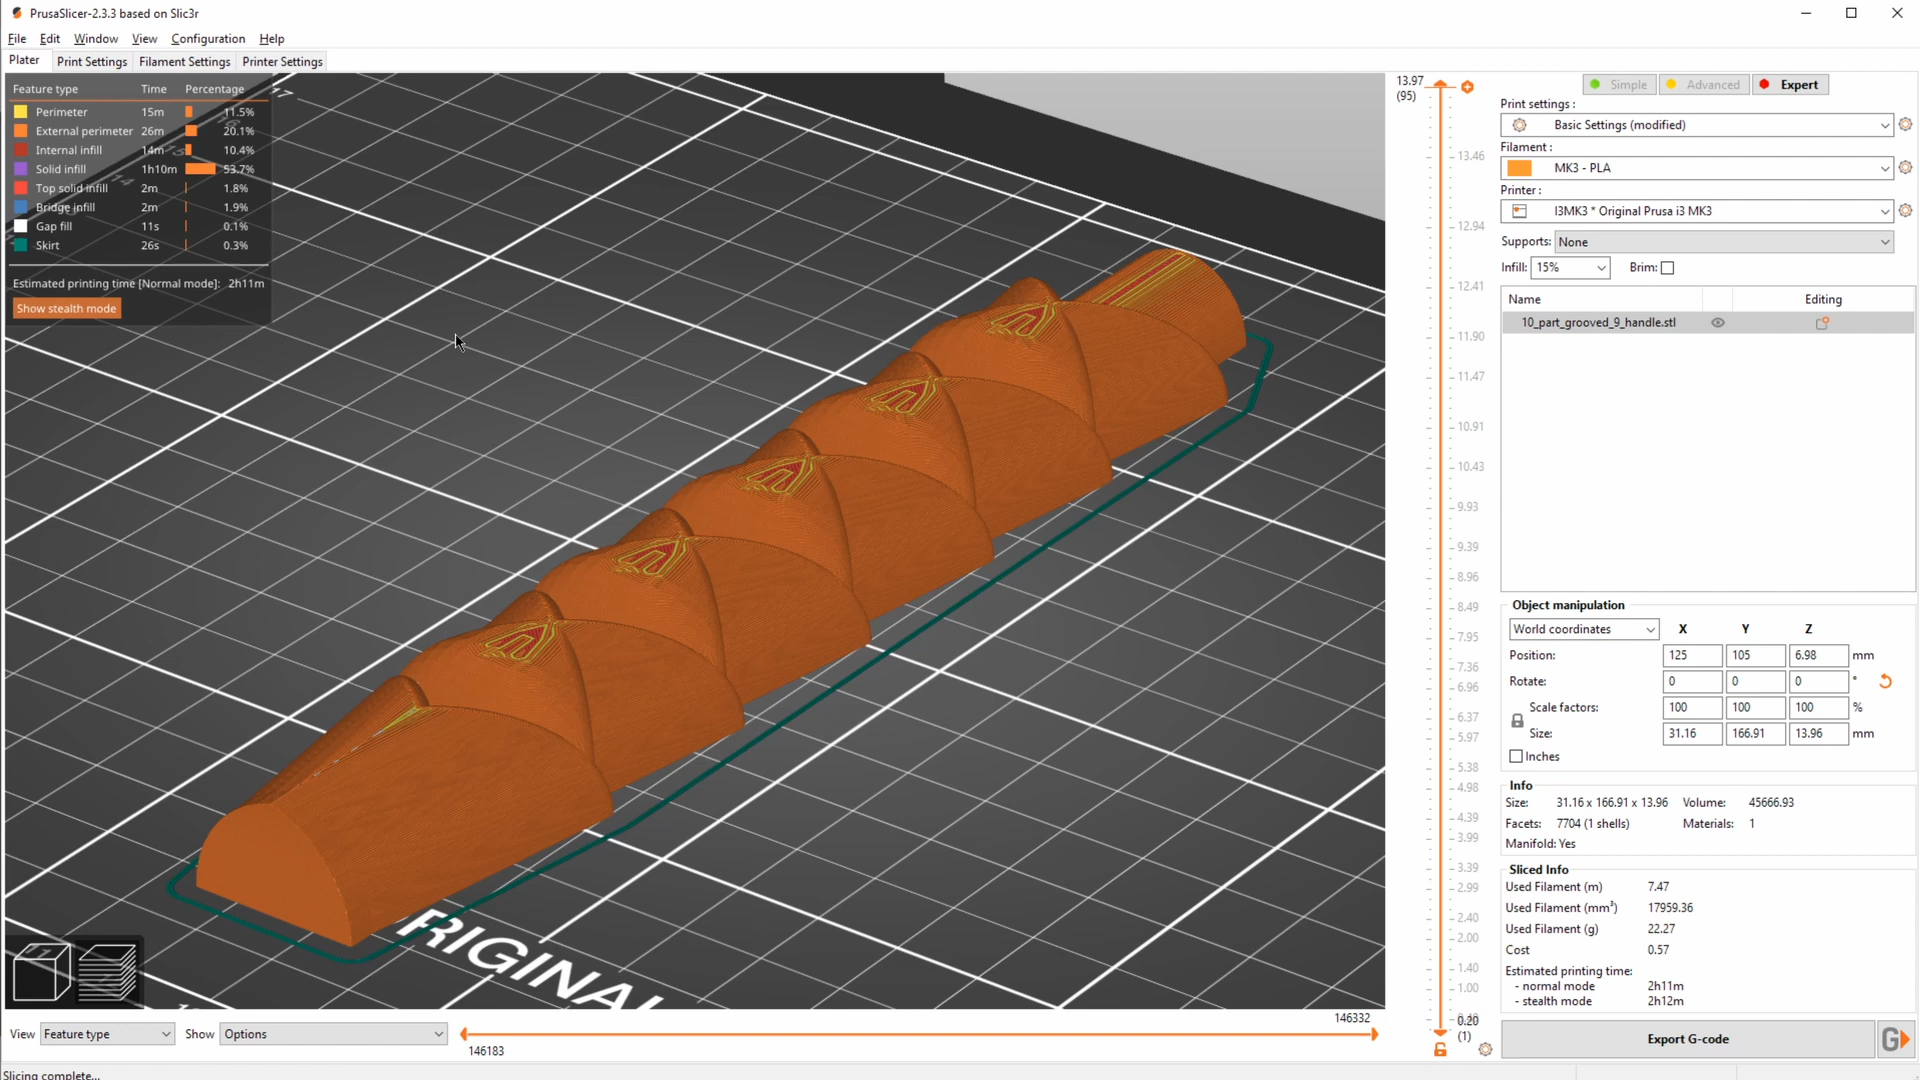 PrusaSlicer-2.3.3 based on Slic3r
File Edit Window View Configuration Help
Plater Print Settings Filament Settings Printer Settings
Feature type Time Percentage
Perimeter 15m 11.5%
External perimeter 26m 20.1%
Internal infill 14m 10.4%
Solid infill 1h10m 53.7%
Top solid infill 2m 1.8%
Bridge infill 2m 1.9%
Gap fill 11s 0.1%
Skirt 26s 0.3%
Estimated printing time [Normal mode]: 2h11m
Show stealth mode
17
14
RIGINAL
13.97
(95)
13.46
12.94
12.41
11.90
11.47
10.91
10.43
9.93
9.39
8.96
8.49
7.95
7.36
6.96
6.37
5.97
5.38
4.98
4.39
3.99
3.39
2.99
2.40
2.00
1.40
1.00
0.20
(1)
Simple Advanced Expert
Print settings :
Basic Settings (modified)
Filament :
MK3 - PLA
Printer :
I3MK3 * Original Prusa i3 MK3
Supports: None
Infill: 15% Brim:
Name Editing
10_part_grooved_9_handle.stl
Object manipulation
World coordinates X Y Z
Position: 125 105 6.98 mm
Rotate: 0 0 0 °
Scale factors: 100 100 100 %
Size: 31.16 166.91 13.96 mm
Inches
Info
Size: 31.16 x 166.91 x 13.96 Volume: 45666.93
Facets: 7704 (1 shells) Materials: 1
Manifold: Yes
Sliced Info
Used Filament (m) 7.47
Used Filament (mm³) 17959.36
Used Filament (g) 22.27
Cost 0.57
Estimated printing time:
- normal mode 2h11m
- stealth mode 2h12m
Export G-code
View Feature type Show Options
146332
146183
Slicing complete...